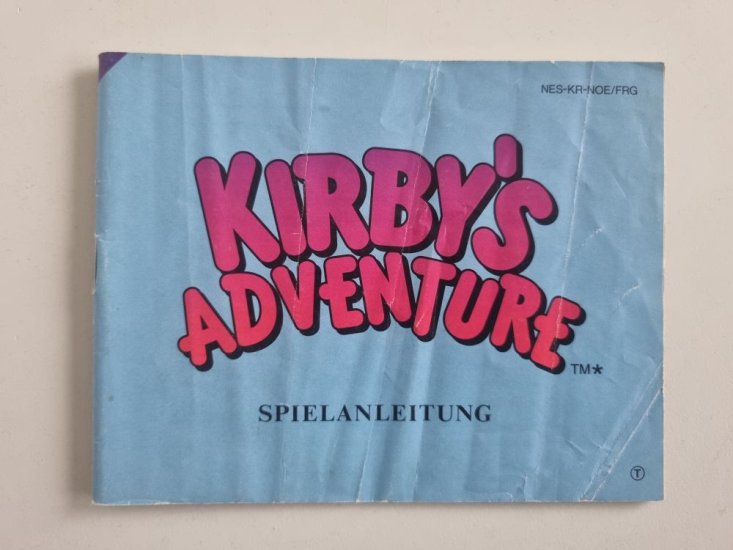 NES-KR-NOE/FRG
KIRBY'S
ADVENTURE
TM*
SPIELANLEITUNG
T